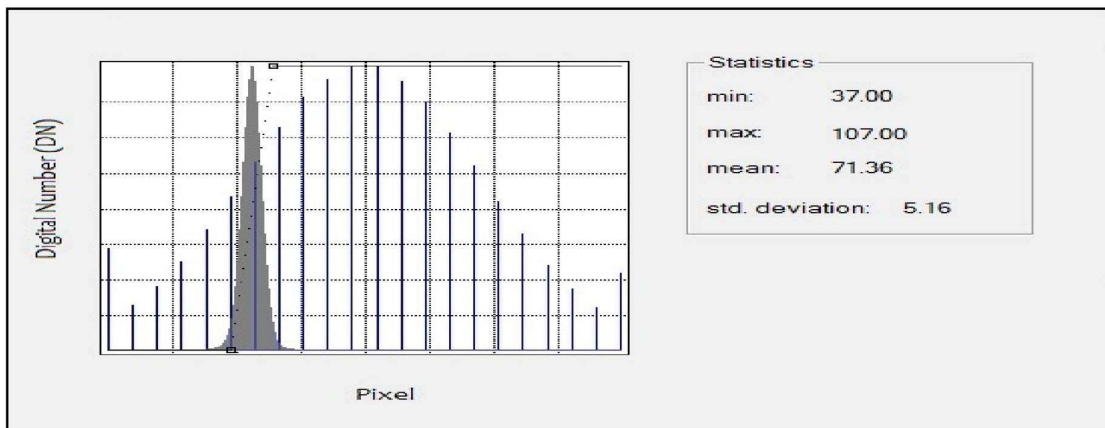 Digital Number (DN)
Pixel
Statistics
min: 37.00
max: 107.00
mean: 71.36
std. deviation: 5.16